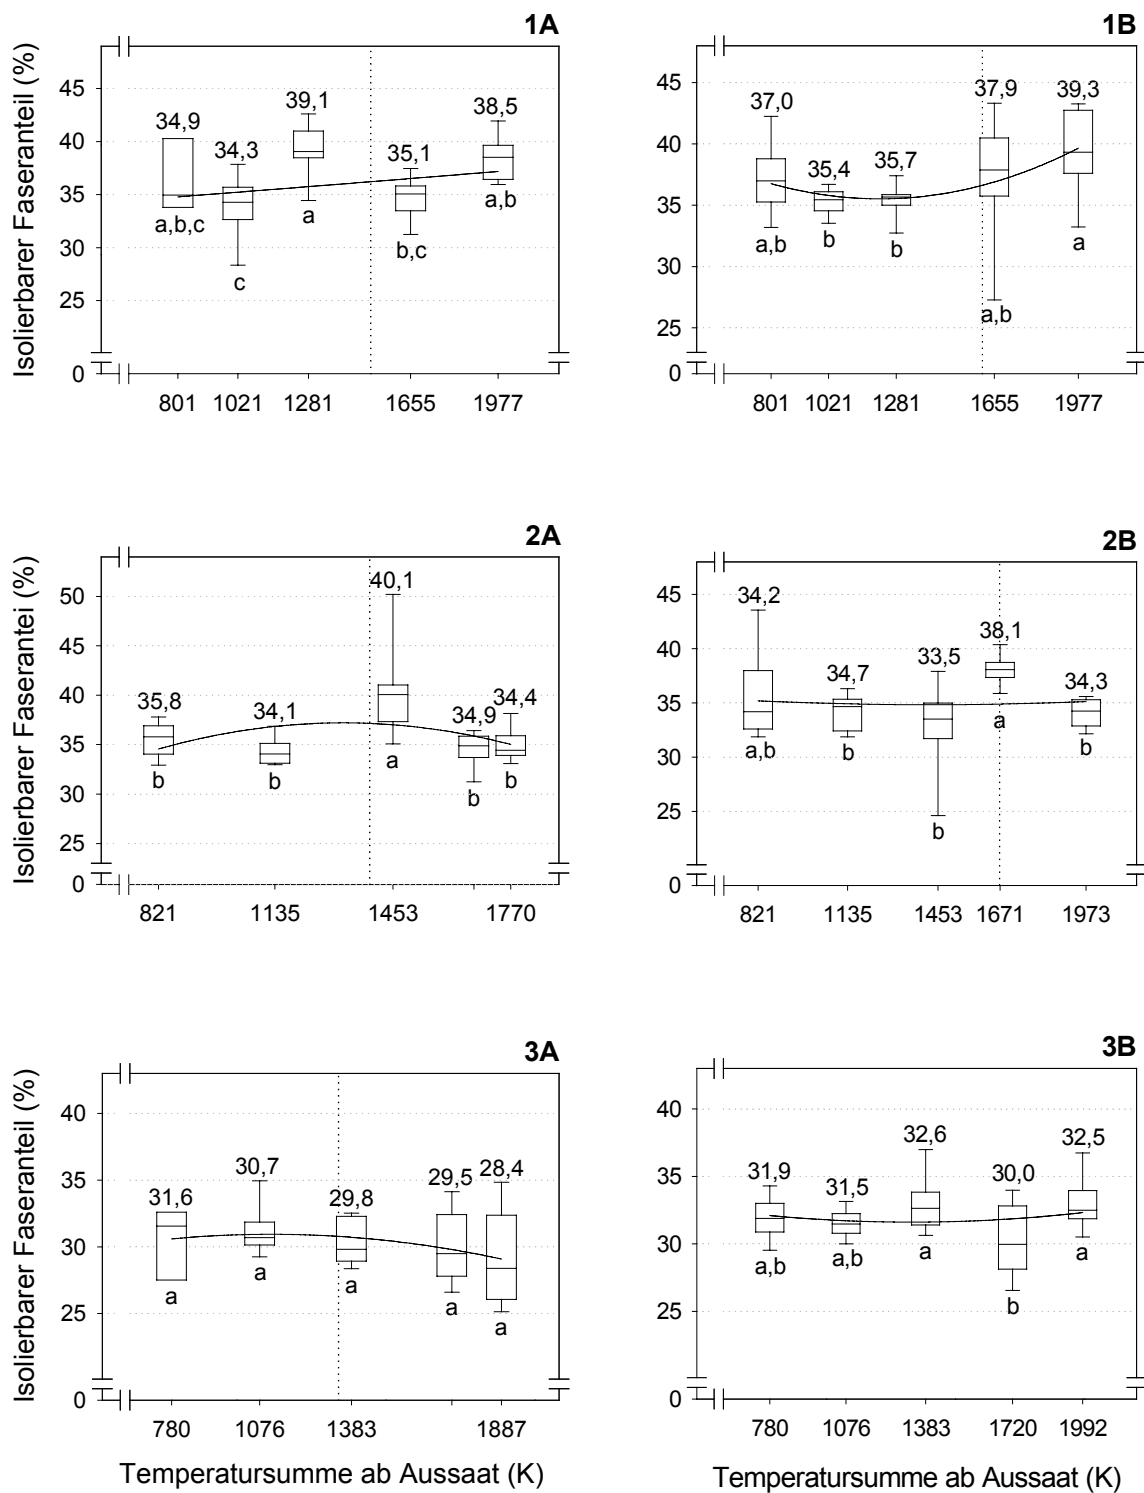 1A
Isolierbarer Faseranteil (%)
45
40
35
30
25
0
34,9
34,3
39,1
35,1
38,5
a,b,c
c
a
b,c
a,b
801 1021 1281 1655 1977
1B
45
40
35
30
25
0
37,0
35,4
35,7
37,9
39,3
a,b
b
b
a,b
a
801 1021 1281 1655 1977
2A
Isolierbarer Faserantei (%)
50
45
40
35
30
25
0
35,8
34,1
40,1
34,9
34,4
b
b
a
b
b
821 1135 1453 1770
2B
45
40
35
30
25
0
34,2
34,7
33,5
38,1
34,3
a,b
b
b
a
b
821 1135 1453 1671 1973
3A
Isolierbarer Faseranteil (%)
40
35
30
25
0
31,6
30,7
29,8
29,5
28,4
a
a
a
a
a
780 1076 1383 1887
Temperatursumme ab Aussaat (K)
3B
40
35
30
25
0
31,9
31,5
32,6
30,0
32,5
a,b
a,b
a
b
a
780 1076 1383 1720 1992
Temperatursumme ab Aussaat (K)